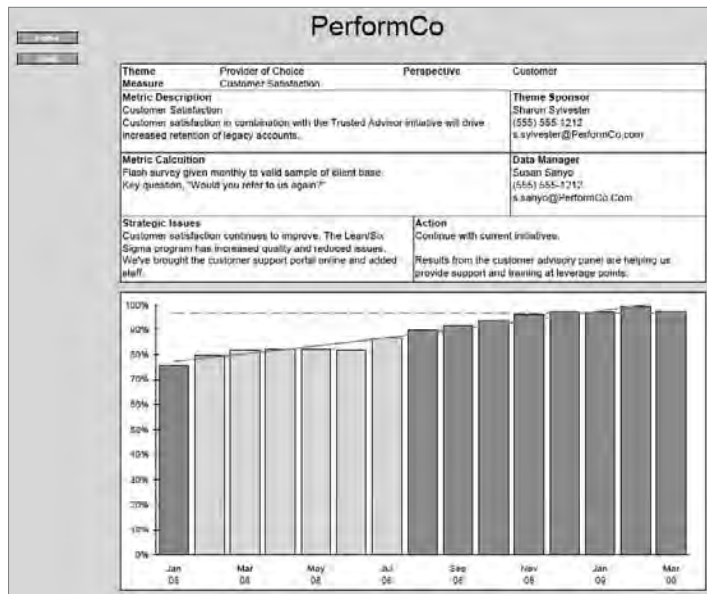 PerformCo
Theme Provider of Choice Perspective Customer
Measure Customer Satisfaction
Metric Description
Customer Satisfaction
Customer satisfaction in combination with the Trusted Advisor initiative will drive
increased retention of legacy accounts.
Theme Sponsor
Sharon Sylvester
(555) 555-1212
s.sylvester@PerformCo.com
Metric Calcuition
Flash survey given monthly to valid sample of client base.
Key question, "Would you refer to us again?"
Data Manager
Susan Sanyo
(555) 555-1212
s.sanyo@PerformCo.Com
Strategic Issues
Customer satisfaction continues to improve. The Lean/Six
Sigma program has increased quality and reduced issues.
We've brought the customer support portal online and added
staff.
Action
Continue with current initiatives.
Results from the customer advisory panel are helping us
provide support and training at leverage points.
100%
90%
80%
70%
60%
50%
40%
30%
20%
10%
0%
Jan Mar May Jul Sep Nov Jan Mar
08 08 08 08 08 08 09 09